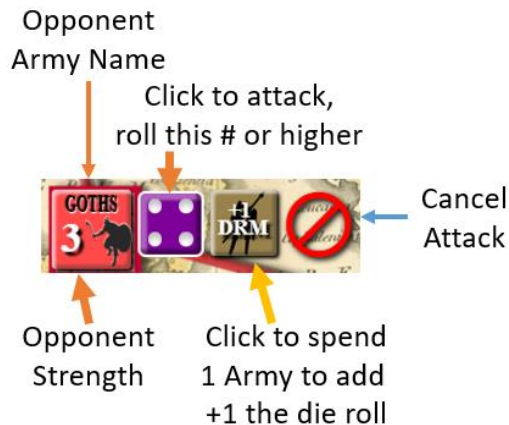 Opponent
Army Name
Click to attack,
roll this # or higher
GOTHS
3
+1
DRM
Cancel
Attack
Opponent
Strength
Click to spend
1 Army to add
+1 the die roll